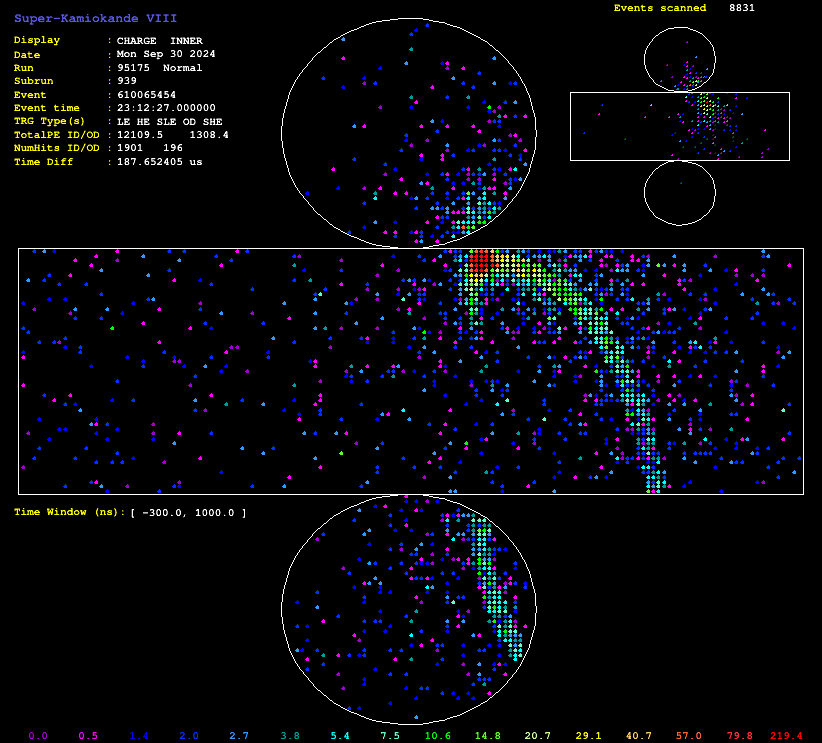 Events scanned 8831
Super-Kamiokande VIII
Display : CHARGE INNER
Date : Mon Sep 30 2024
Run : 95175 Normal
Subrun : 939
Event : 610065454
Event time : 23:12:27.000000
TRG Type(s) : LE HE SLE OD SHE
TotalPE ID/OD : 12109.5 1308.4
NumHits ID/OD : 1901 196
Time Diff : 187.652405 us
Time Window (ns): [ -300.0, 1000.0 ]
0.0 0.5 1.4 2.0 2.7 3.8 5.4 7.5 10.6 14.8 20.7 29.1 40.7 57.0 79.8 219.4